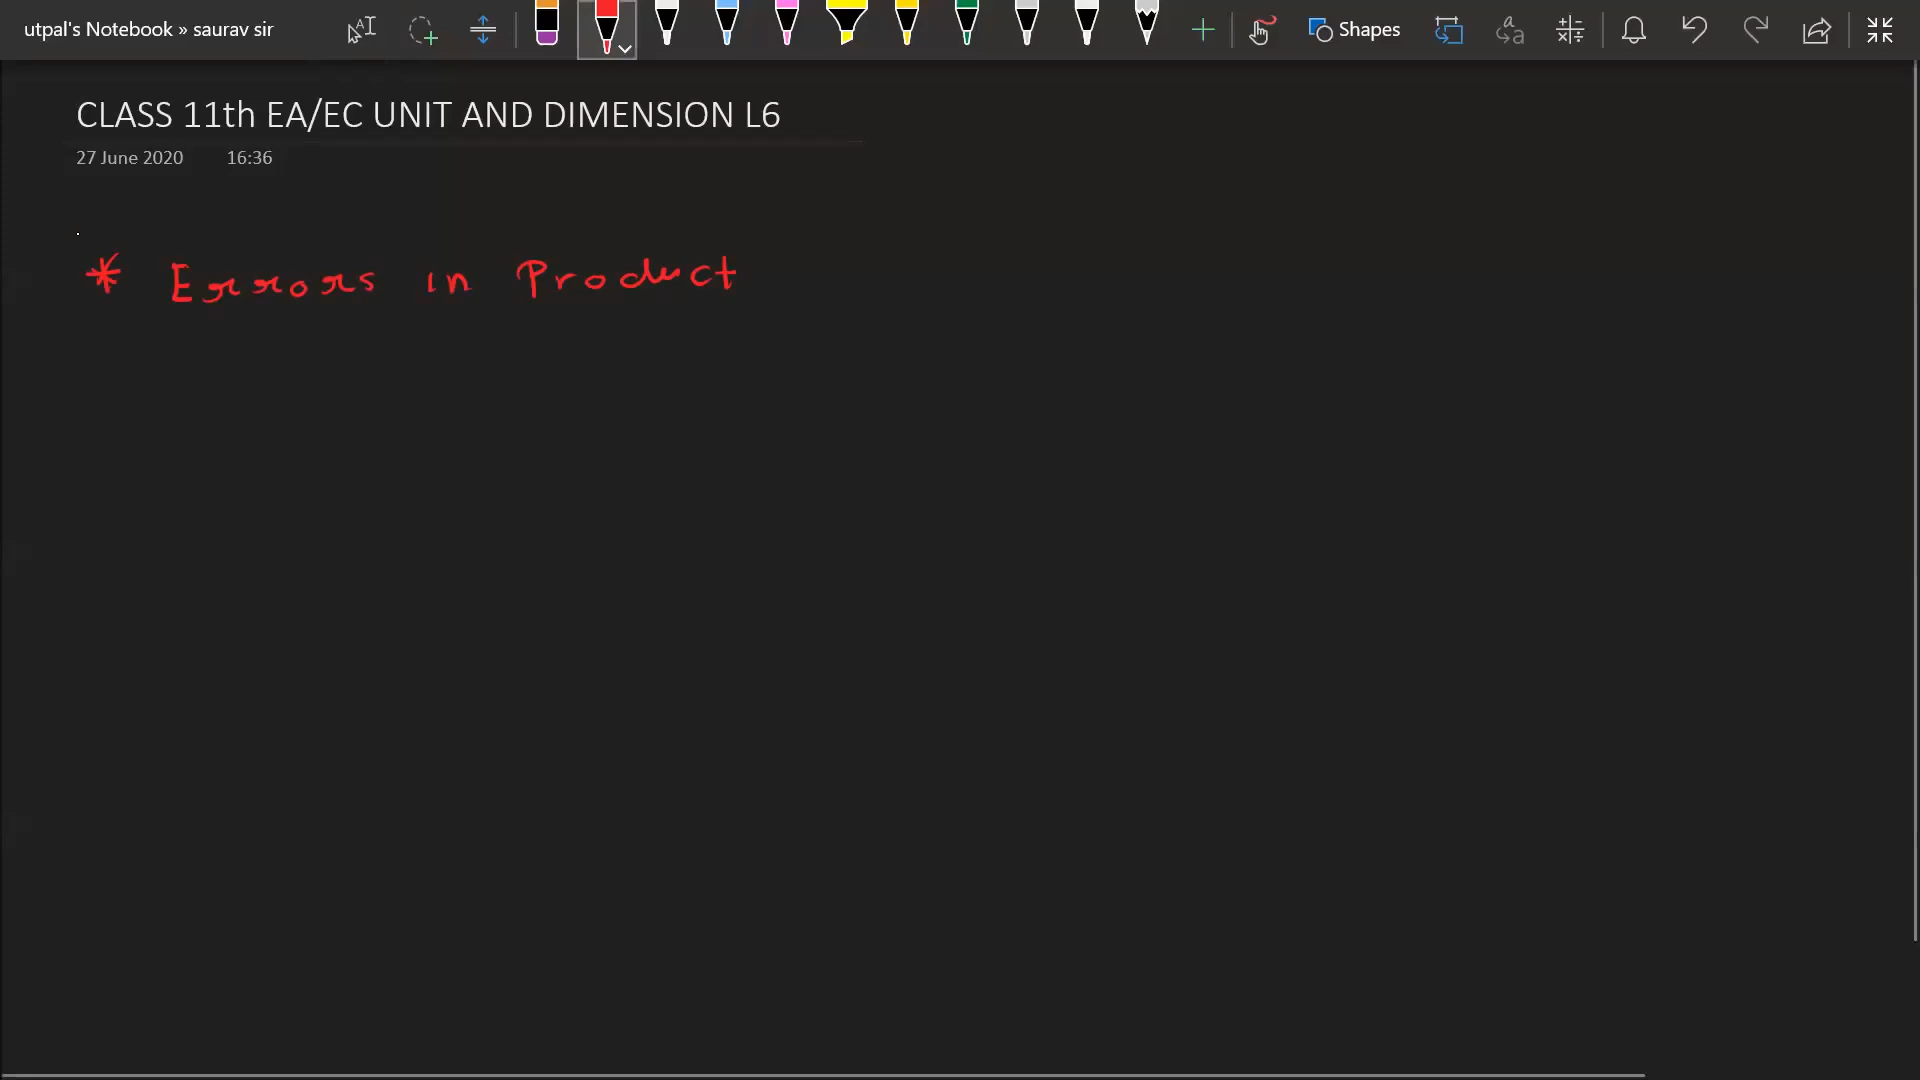 utpal's Notebook » saurav sir
Shapes
CLASS 11th EA/EC UNIT AND DIMENSION L6
27 June 2020 16:36
* Errors in Product